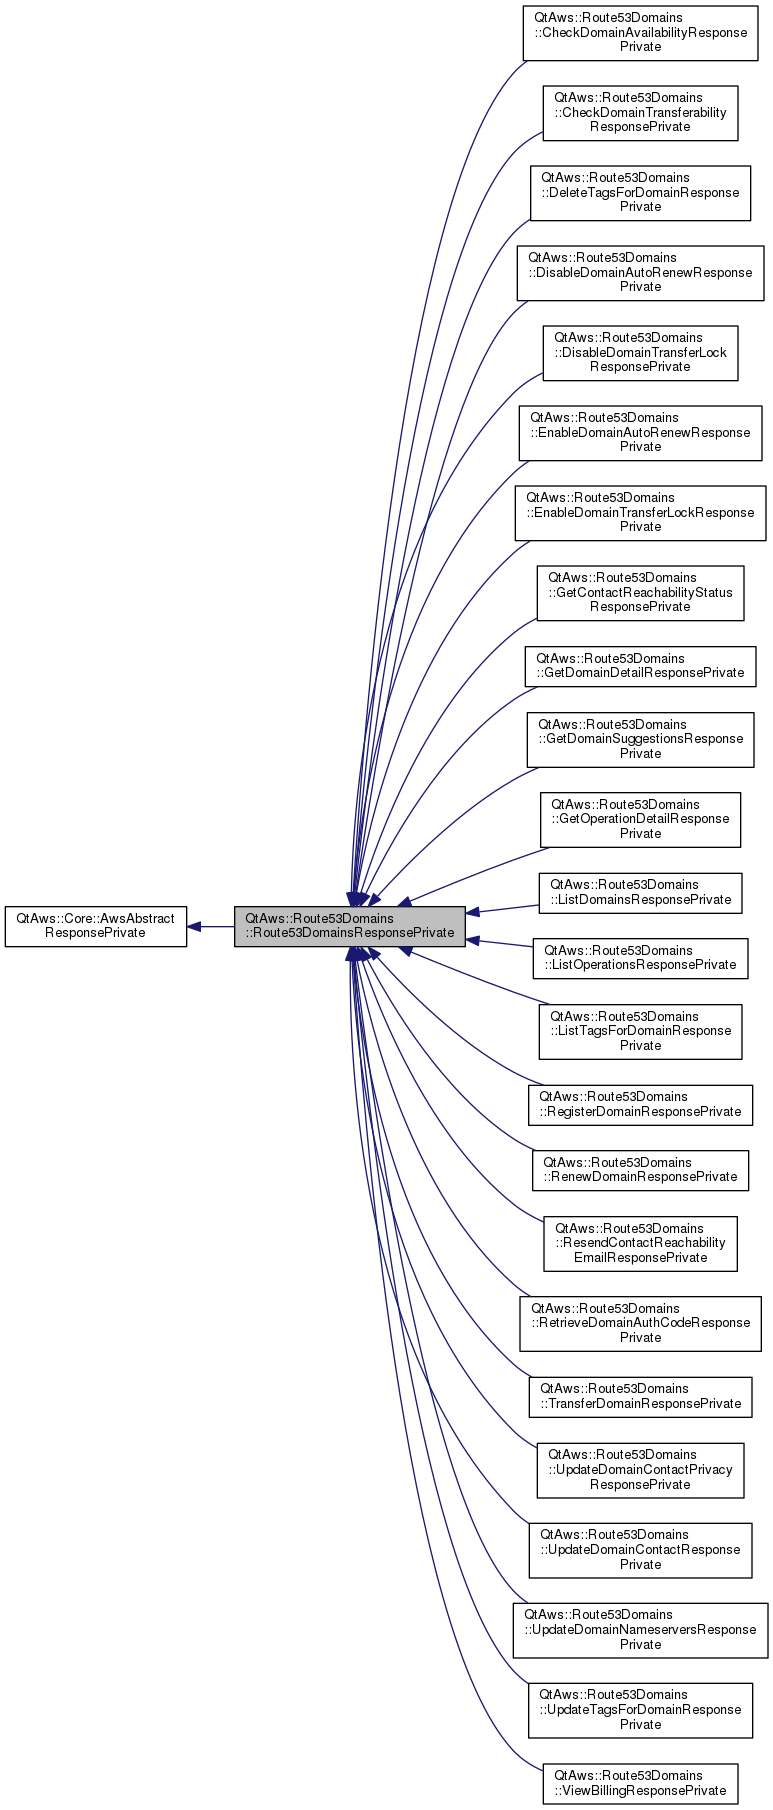 QtAws::Route53Domains
::CheckDomainAvailabilityResponse
Private
QtAws::Route53Domains
::CheckDomainTransferability
ResponsePrivate
QtAws::Route53Domains
::DeleteTagsForDomainResponse
Private
QtAws::Route53Domains
::DisableDomainAutoRenewResponse
Private
QtAws::Route53Domains
::DisableDomainTransferLock
ResponsePrivate
QtAws::Route53Domains
::EnableDomainAutoRenewResponse
Private
QtAws::Route53Domains
::EnableDomainTransferLockResponse
Private
QtAws::Route53Domains
::GetContactReachabilityStatus
ResponsePrivate
QtAws::Route53Domains
::GetDomainDetailResponsePrivate
QtAws::Route53Domains
::GetDomainSuggestionsResponse
Private
QtAws::Route53Domains
::GetOperationDetailResponse
Private
QtAws::Core::AwsAbstract
ResponsePrivate
QtAws::Route53Domains
::Route53DomainsResponsePrivate
QtAws::Route53Domains
::ListDomainsResponsePrivate
QtAws::Route53Domains
::ListOperationsResponsePrivate
QtAws::Route53Domains
::ListTagsForDomainResponse
Private
QtAws::Route53Domains
::RegisterDomainResponsePrivate
QtAws::Route53Domains
::RenewDomainResponsePrivate
QtAws::Route53Domains
::ResendContactReachability
EmailResponsePrivate
QtAws::Route53Domains
::RetrieveDomainAuthCodeResponse
Private
QtAws::Route53Domains
::TransferDomainResponsePrivate
QtAws::Route53Domains
::UpdateDomainContactPrivacy
ResponsePrivate
QtAws::Route53Domains
::UpdateDomainContactResponse
Private
QtAws::Route53Domains
::UpdateDomainNameserversResponse
Private
QtAws::Route53Domains
::UpdateTagsForDomainResponse
Private
QtAws::Route53Domains
::ViewBillingResponsePrivate